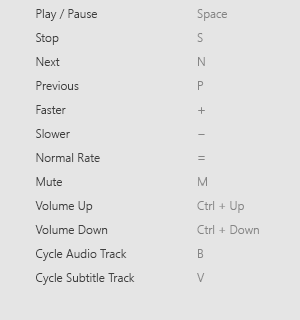 Play / Pause Space
Stop S
Next N
Previous P
Faster +
Slower −
Normal Rate =
Mute M
Volume Up Ctrl + Up
Volume Down Ctrl + Down
Cycle Audio Track B
Cycle Subtitle Track V